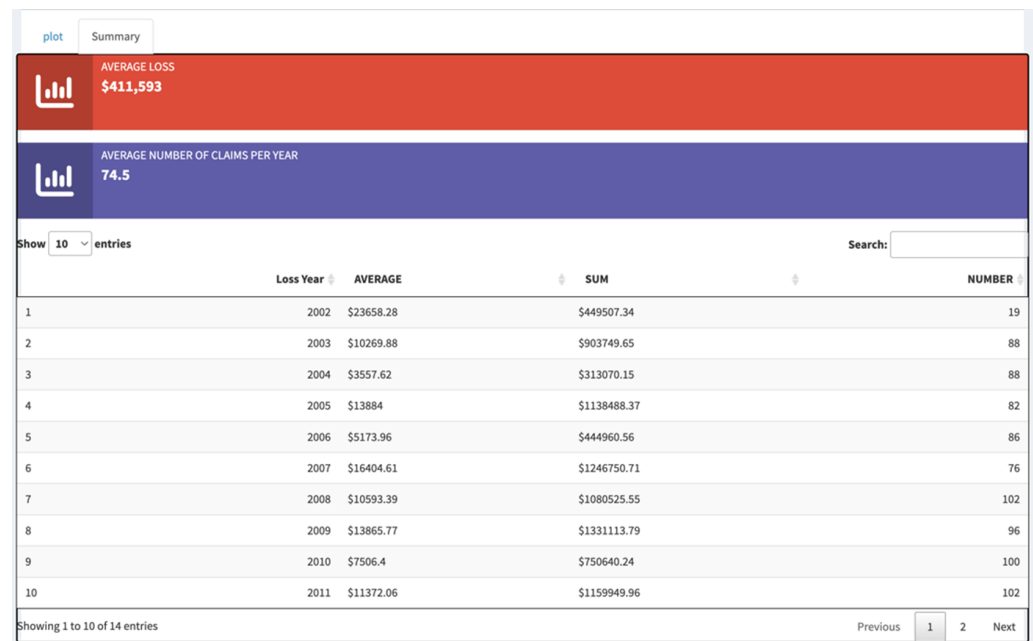 plot Summary
AVERAGE LOSS
$411,593
AVERAGE NUMBER OF CLAIMS PER YEAR
74.5
Show 10 entries Search:
Loss Year AVERAGE SUM NUMBER
1 2002 $23658.28 $449507.34 19
2 2003 $10269.88 $903749.65 88
3 2004 $3557.62 $313070.15 88
4 2005 $13884 $1138488.37 82
5 2006 $5173.96 $444960.56 86
6 2007 $16404.61 $1246750.71 76
7 2008 $10593.39 $1080525.55 102
8 2009 $13865.77 $1331113.79 96
9 2010 $7506.4 $750640.24 100
10 2011 $11372.06 $1159949.96 102
Showing 1 to 10 of 14 entries Previous 1 2 Next